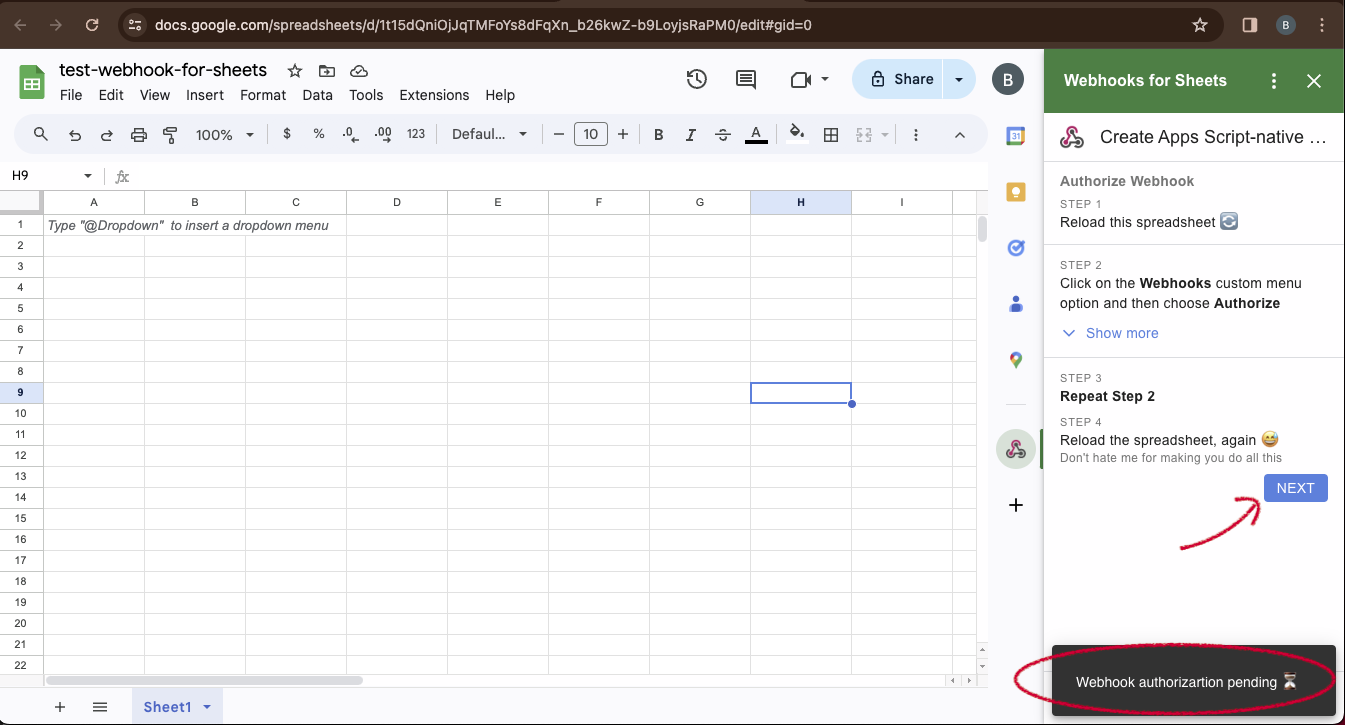 docs.google.com/spreadsheets/d/1t15dQniOjJqTMFoYs8dFqXn_b26kwZ-b9LoyjsRaPM0/edit#gid=0
B
test-webhook-for-sheets
File Edit View Insert Format Data Tools Extensions Help
Share
B
100% $ % .0 .00 123 Defaul... 10 B I S A
H9 fx
A B C D E F G H I
1 Type "@Dropdown" to insert a dropdown menu
2
3
4
5
6
7
8
9
10
11
12
13
14
15
16
17
18
19
20
21
22
Sheet1
31
Webhooks for Sheets
Create Apps Script-native ...
Authorize Webhook
STEP 1
Reload this spreadsheet 🔄
STEP 2
Click on the Webhooks custom menu
option and then choose Authorize
Show more
STEP 3
Repeat Step 2
STEP 4
Reload the spreadsheet, again 😅
Don't hate me for making you do all this
NEXT
Webhook authorizartion pending ⏳